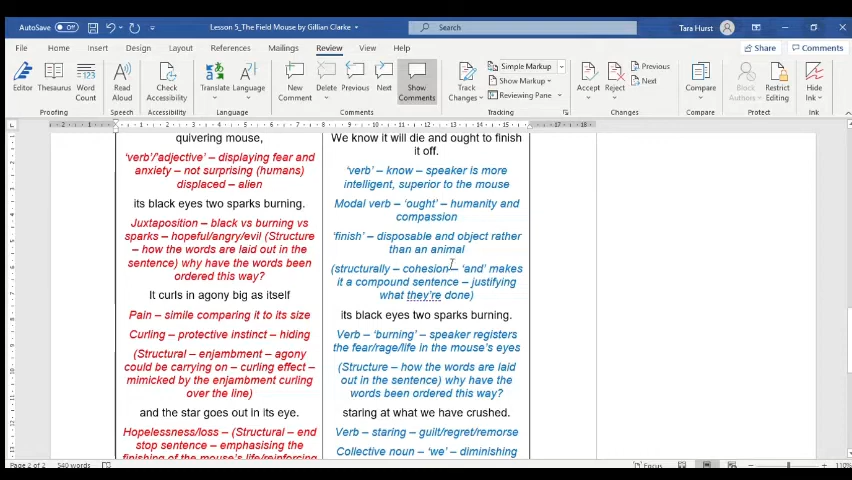 AutoSave Off
Lesson 5_The Field Mouse by Gillian Clarke
Search
Tara Hurst
File Home Insert Draw Design Layout References Mailings Review View Help
Share Comments
Editor
Thesaurus
Word Count
Read Aloud
Check Accessibility
Translate
Language
New Comment
Delete
Previous
Next
Show Comments
Track Changes
Simple Markup
Show Markup
Reviewing Pane
Accept
Reject
Previous
Next
Compare
Block Authors
Restrict Editing
Hide Ink
Proofing Speech Accessibility Language Comments Tracking Changes Compare Protect Ink
quivering mouse,
‘verb’/’adjective’ – displaying fear and
anxiety – not surprising (humans)
displaced – alien
its black eyes two sparks burning.
Juxtaposition – black vs burning vs
sparks – hopeful/angry/evil (Structure
– how the words are laid out in the
sentence) why have the words been
ordered this way?
It curls in agony big as itself
Pain – simile comparing it to its size
Curling – protective instinct – hiding
(Structural – enjambment – agony
could be carrying on – curling effect –
mimicked by the enjambment curling
over the line)
and the star goes out in its eye.
Hopelessness/loss – (Structural – end
stop sentence – emphasising the
finishing of the mouse’s life/reinforcing
We know it will die and ought to finish
it off.
‘verb’ – know – speaker is more
intelligent, superior to the mouse
Modal verb – ‘ought’ – humanity and
compassion
‘finish’ – disposable and object rather
than an animal
(structurally – cohesion – ‘and’ makes
it a compound sentence – justifying
what they’re done)
its black eyes two sparks burning.
Verb – ‘burning’ – speaker registers
the fear/rage/life in the mouse’s eyes
(Structure – how the words are laid
out in the sentence) why have the
words been ordered this way?
staring at what we have crushed.
Verb – staring – guilt/regret/remorse
Collective noun – ‘we’ – diminishing
Page 2 of 2 540 words
Focus